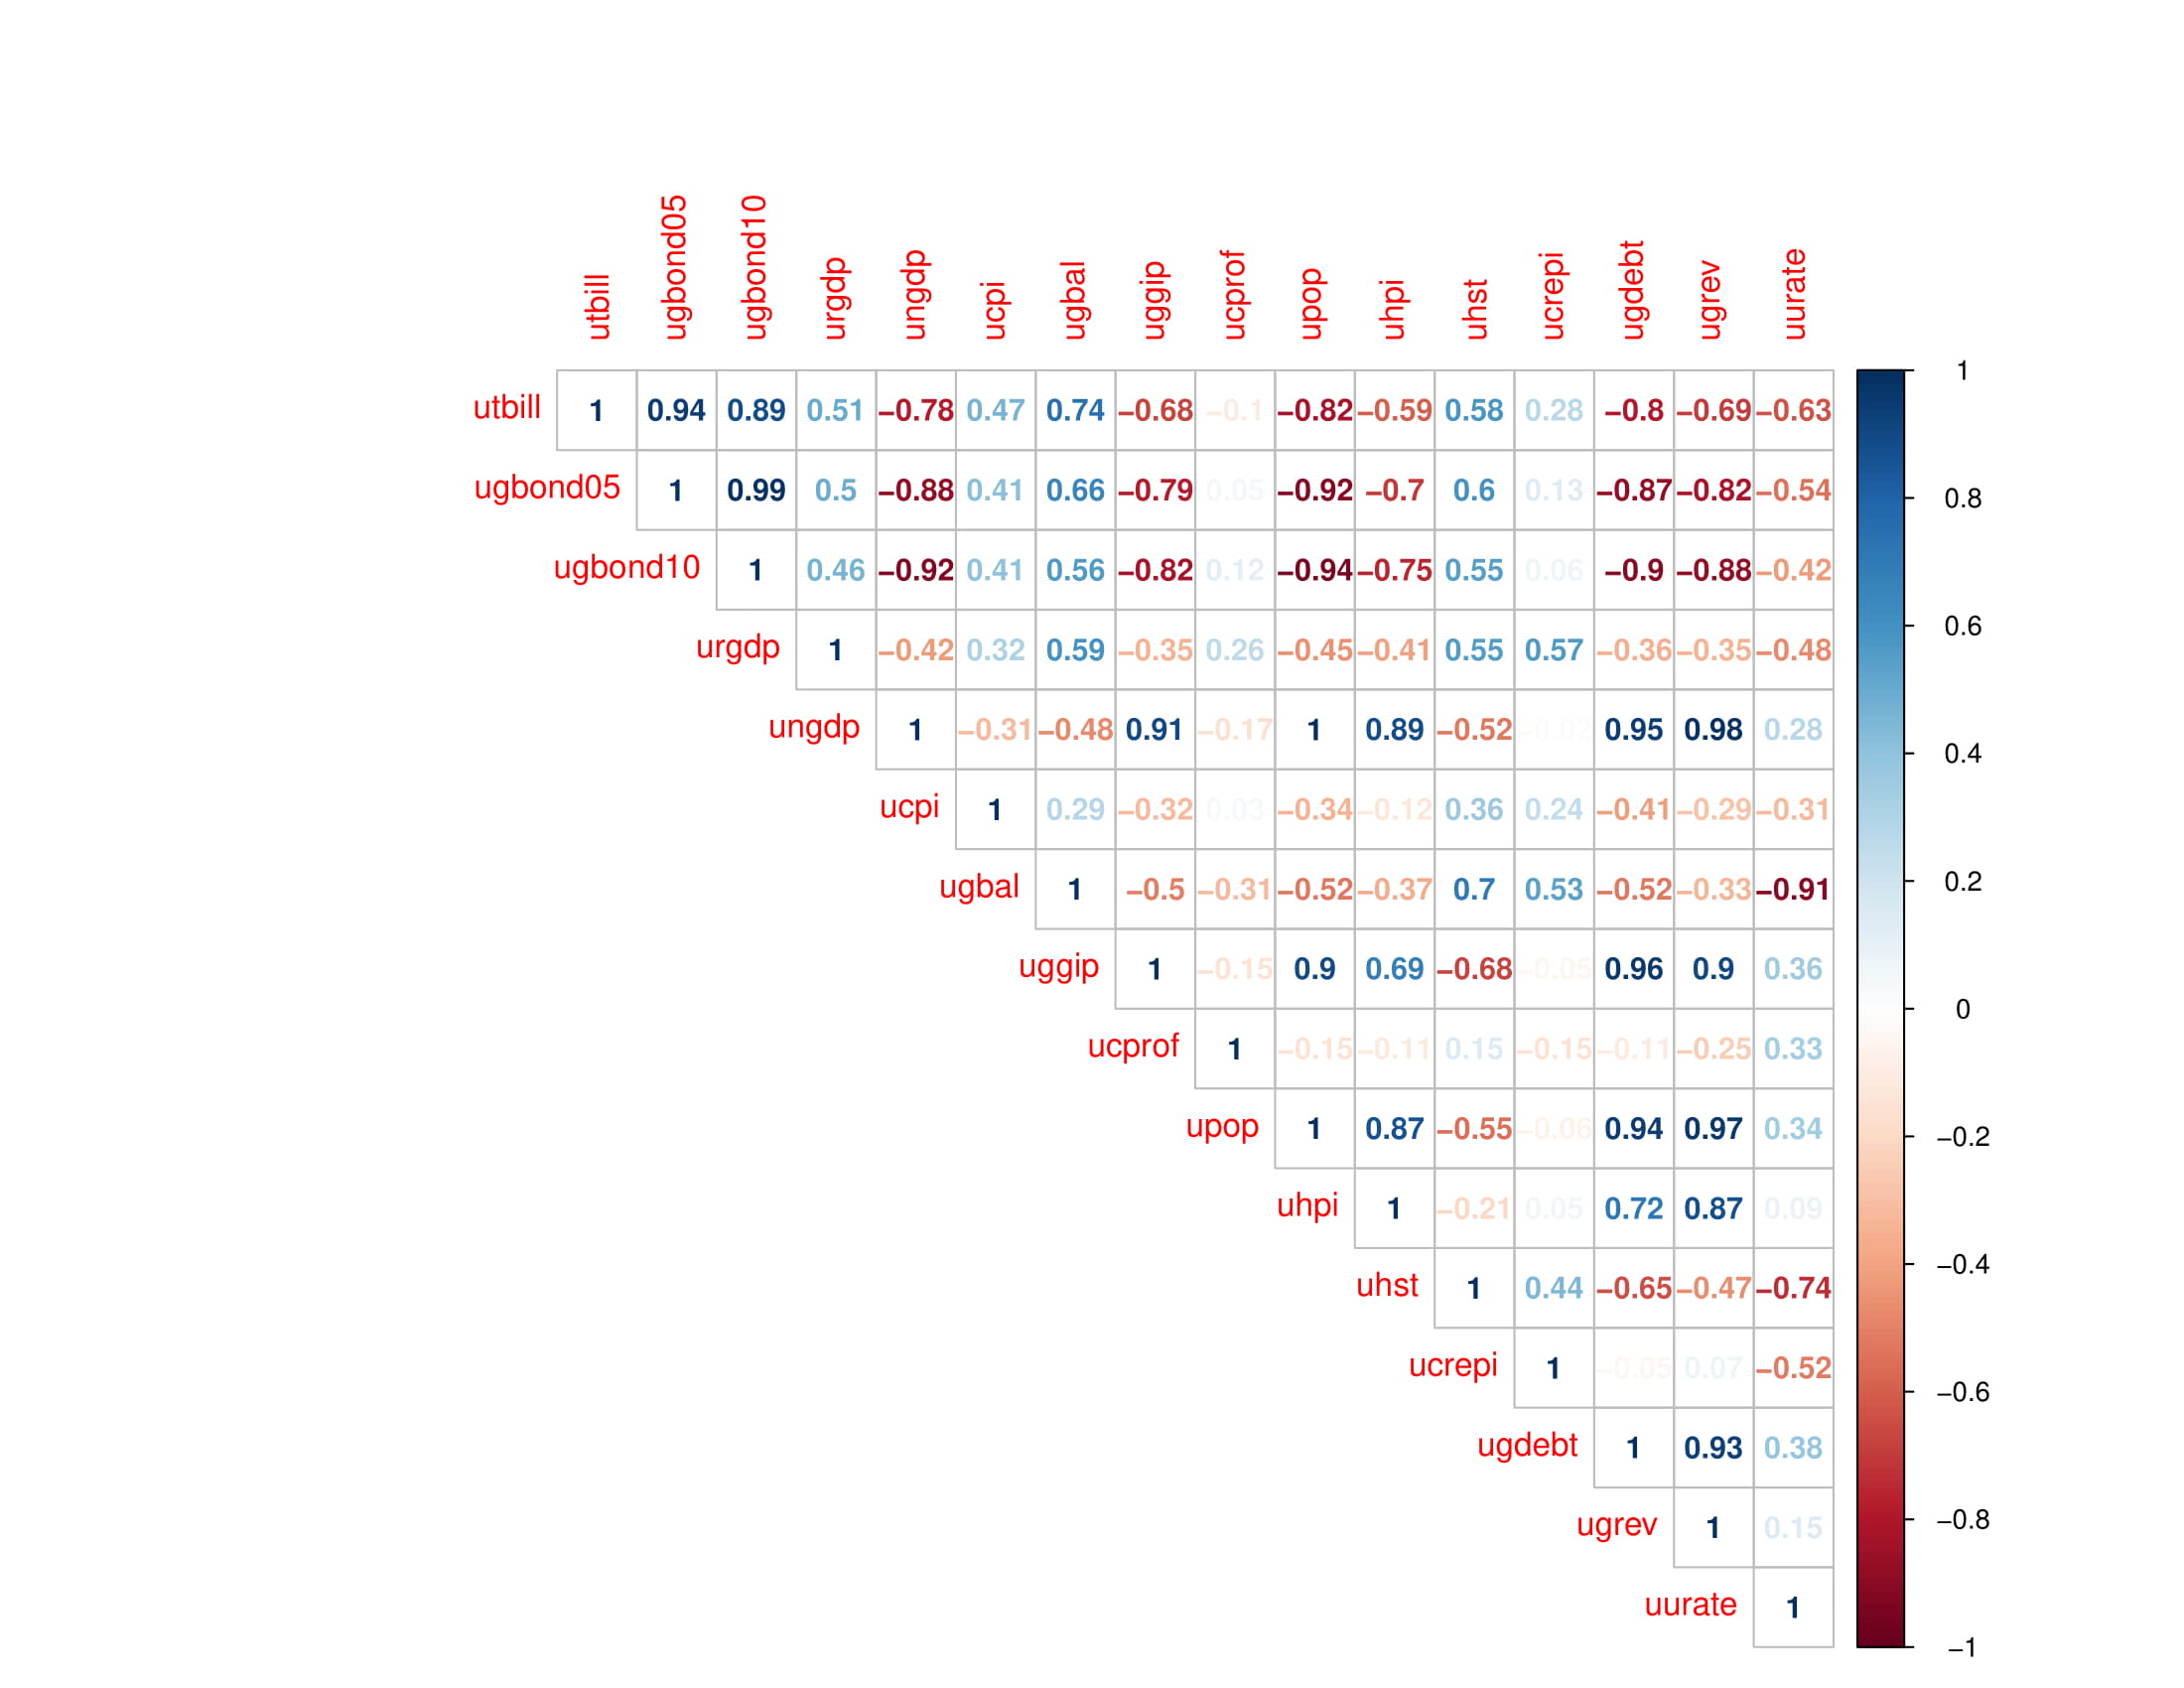 utbill ugbond05 ugbond10 urgdp ungdp ucpi ugbal uggip ucprof upop uhpi uhst ucrepi ugdebt ugrev uurate
utbill 1 0.94 0.89 0.51 −0.78 0.47 0.74 −0.68 −0.1 −0.82 −0.59 0.58 0.28 −0.8 −0.69 −0.63
ugbond05 1 0.99 0.5 −0.88 0.41 0.66 −0.79 0.05 −0.92 −0.7 0.6 0.13 −0.87 −0.82 −0.54
ugbond10 1 0.46 −0.92 0.41 0.56 −0.82 0.12 −0.94 −0.75 0.55 0.06 −0.9 −0.88 −0.42
urgdp 1 −0.42 0.32 0.59 −0.35 0.26 −0.45 −0.41 0.55 0.57 −0.36 −0.35 −0.48
ungdp 1 −0.31 −0.48 0.91 −0.17 1 0.89 −0.52 −0.02 0.95 0.98 0.28
ucpi 1 0.29 −0.32 0.03 −0.34 −0.12 0.36 0.24 −0.41 −0.29 −0.31
ugbal 1 −0.5 −0.31 −0.52 −0.37 0.7 0.53 −0.52 −0.33 −0.91
uggip 1 −0.15 0.9 0.69 −0.68 −0.05 0.96 0.9 0.36
ucprof 1 −0.15 −0.11 0.15 −0.15 −0.11 −0.25 0.33
upop 1 0.87 −0.55 −0.06 0.94 0.97 0.34
uhpi 1 −0.21 0.05 0.72 0.87 0.09
uhst 1 0.44 −0.65 −0.47 −0.74
ucrepi 1 −0.05 0.07 −0.52
ugdebt 1 0.93 0.38
ugrev 1 0.15
uurate 1
1
0.8
0.6
0.4
0.2
0
−0.2
−0.4
−0.6
−0.8
−1